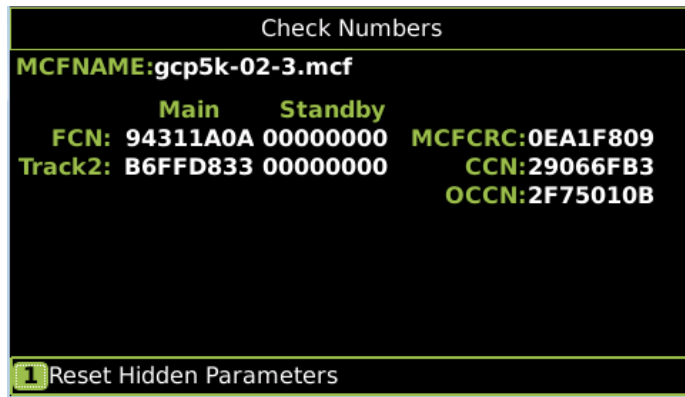 Check Numbers
MCFNAME:gcp5k-02-3.mcf
Main Standby
FCN: 94311A0A 00000000 MCFCRC:0EA1F809
Track2: B6FFD833 00000000 CCN:29066FB3
OCCN:2F75010B
1 Reset Hidden Parameters